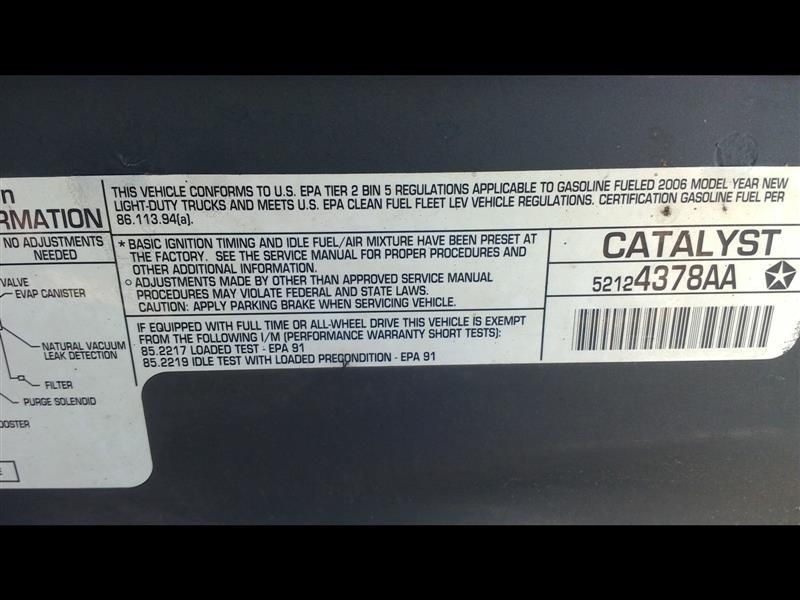 n
RMATION
NO ADJUSTMENTS
NEEDED
VALVE
EVAP CANISTER
NATURAL VACUUM
LEAK DETECTION
FILTER
PURGE SOLENOID
OOSTER
E
THIS VEHICLE CONFORMS TO U.S. EPA TIER 2 BIN 5 REGULATIONS APPLICABLE TO GASOLINE FUELED 2006 MODEL YEAR NEW
LIGHT-DUTY TRUCKS AND MEETS U.S. EPA CLEAN FUEL FLEET LEV VEHICLE REGULATIONS. CERTIFICATION GASOLINE FUEL PER
86.113.94(a).
* BASIC IGNITION TIMING AND IDLE FUEL/AIR MIXTURE HAVE BEEN PRESET AT
THE FACTORY. SEE THE SERVICE MANUAL FOR PROPER PROCEDURES AND
OTHER ADDITIONAL INFORMATION.
○ ADJUSTMENTS MADE BY OTHER THAN APPROVED SERVICE MANUAL
PROCEDURES MAY VIOLATE FEDERAL AND STATE LAWS.
CAUTION: APPLY PARKING BRAKE WHEN SERVICING VEHICLE.
IF EQUIPPED WITH FULL TIME OR ALL-WHEEL DRIVE THIS VEHICLE IS EXEMPT
FROM THE FOLLOWING I/M (PERFORMANCE WARRANTY SHORT TESTS):
85.2217 LOADED TEST - EPA 91
85.2219 IDLE TEST WITH LOADED PRECONDITION - EPA 91
CATALYST
52124378AA